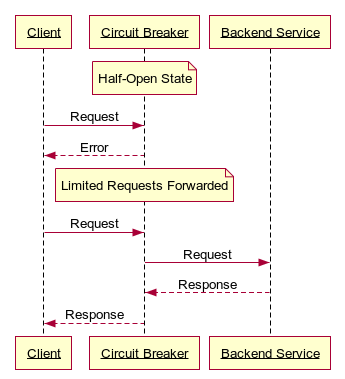 Client
Circuit Breaker
Backend Service
Half-Open State
Request
Error
Limited Requests Forwarded
Request
Request
Response
Response
Client
Circuit Breaker
Backend Service